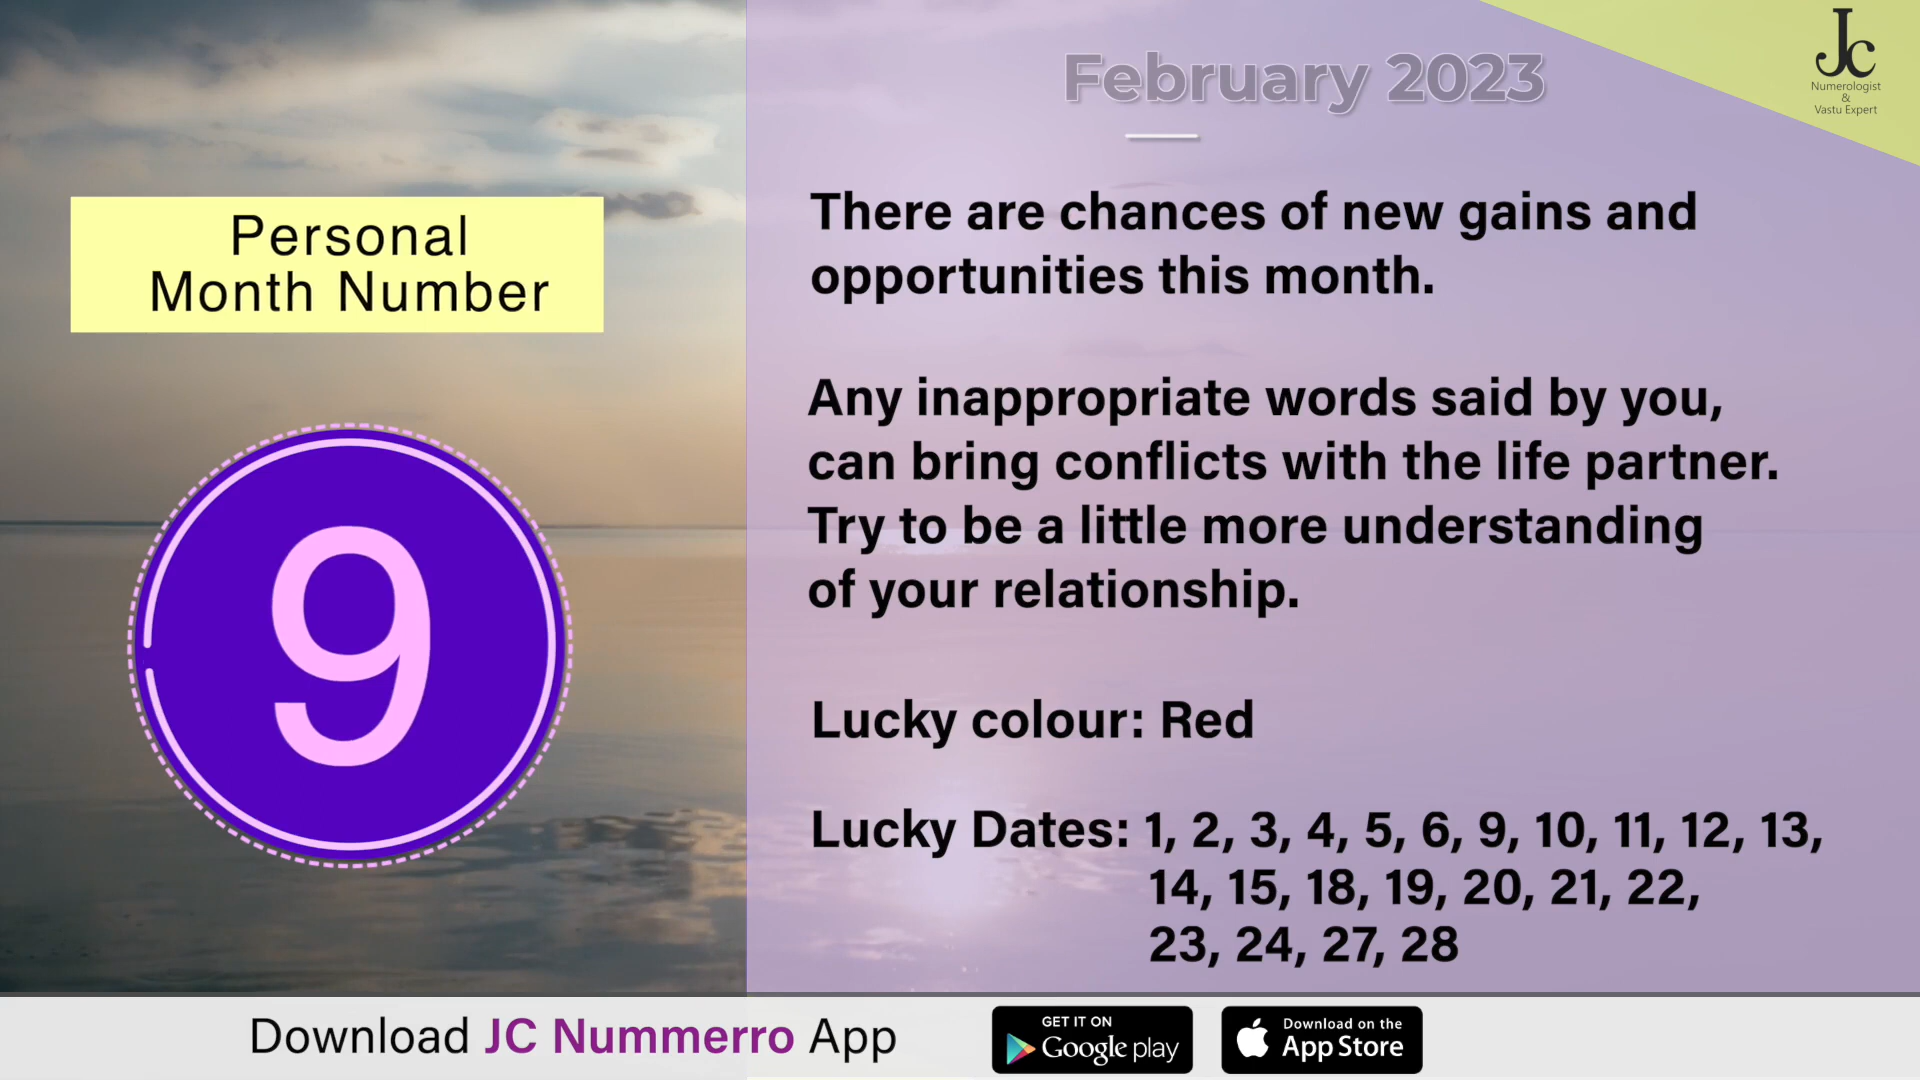 February 2023
Jc
Numerologist
&
Vastu Expert
Personal
Month Number
9
There are chances of new gains and
opportunities this month.
Any inappropriate words said by you,
can bring conflicts with the life partner.
Try to be a little more understanding
of your relationship.
Lucky colour: Red
Lucky Dates: 1, 2, 3, 4, 5, 6, 9, 10, 11, 12, 13,
14, 15, 18, 19, 20, 21, 22,
23, 24, 27, 28
Download JC Nummerro App
GET IT ON
Google play
Download on the
App Store